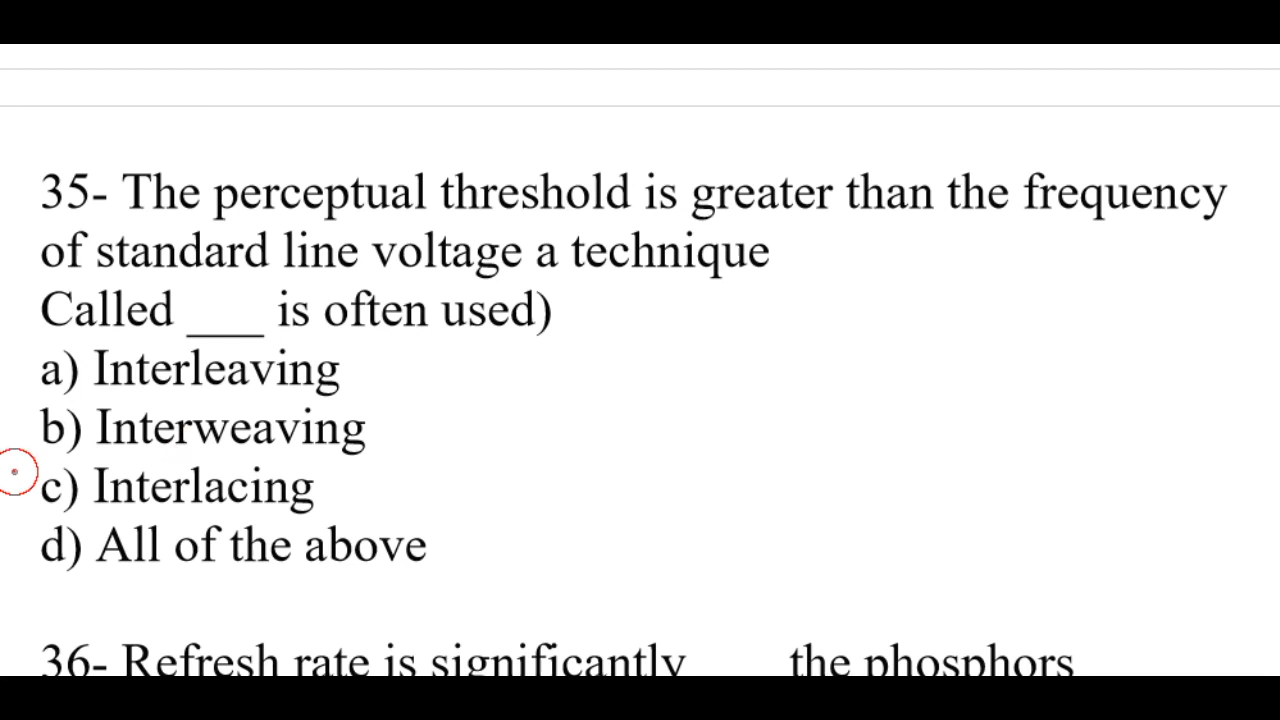 35- The perceptual threshold is greater than the frequency
of standard line voltage a technique
Called ___ is often used)
a) Interleaving
b) Interweaving
c) Interlacing
d) All of the above
36- Refresh rate is significantly ___ the phosphors